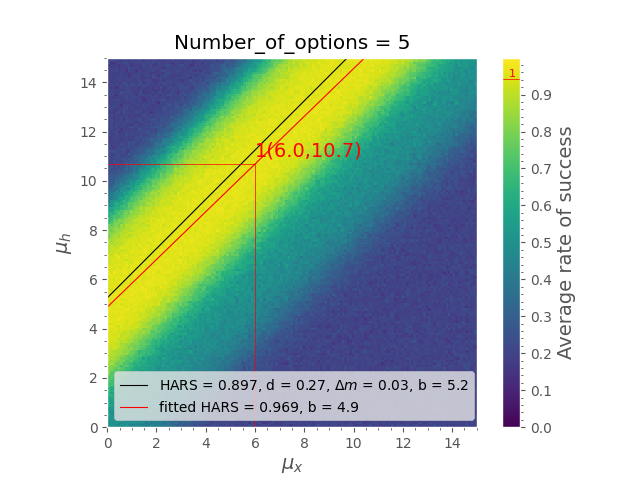 Number_of_options = 5
14
12
10
8
6
4
2
0
μh
1(6.0,10.7)
HARS = 0.897, d = 0.27, Δm = 0.03, b = 5.2
fitted HARS = 0.969, b = 4.9
0 2 4 6 8 10 12 14
μx
1
0.9
0.8
0.7
0.6
0.5
0.4
0.3
0.2
0.1
0.0
Average rate of success